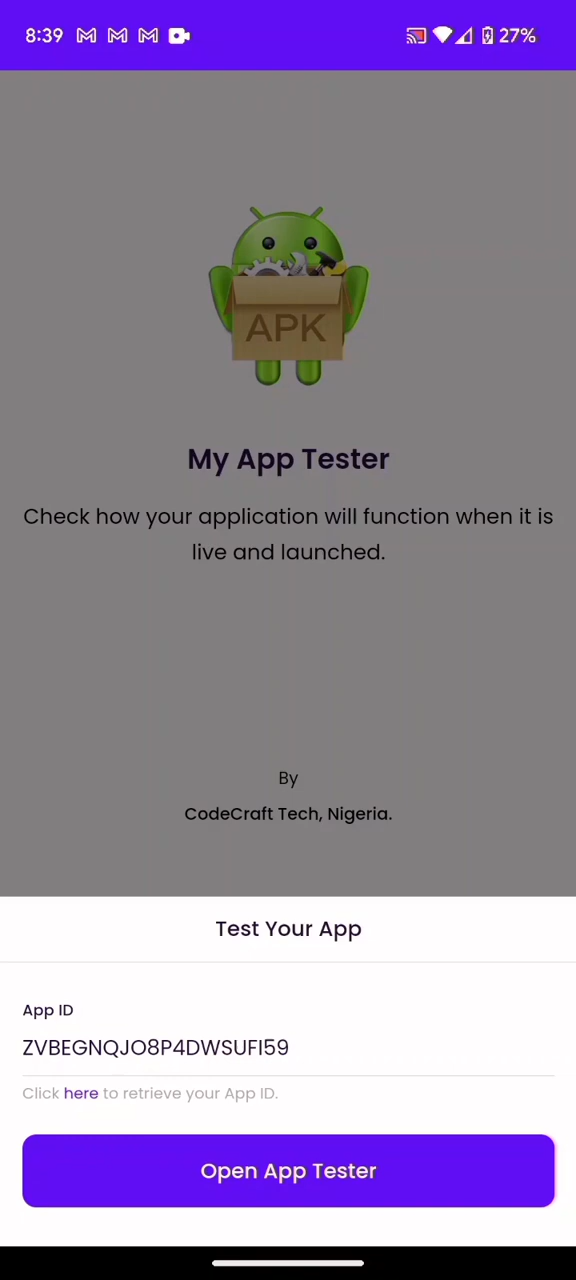 8:39
27%
APK
My App Tester
Check how your application will function when it is
live and launched.
By
CodeCraft Tech, Nigeria.
Test Your App
App ID
ZVBEGNQJO8P4DWSUFI59
Click here to retrieve your App ID.
Open App Tester